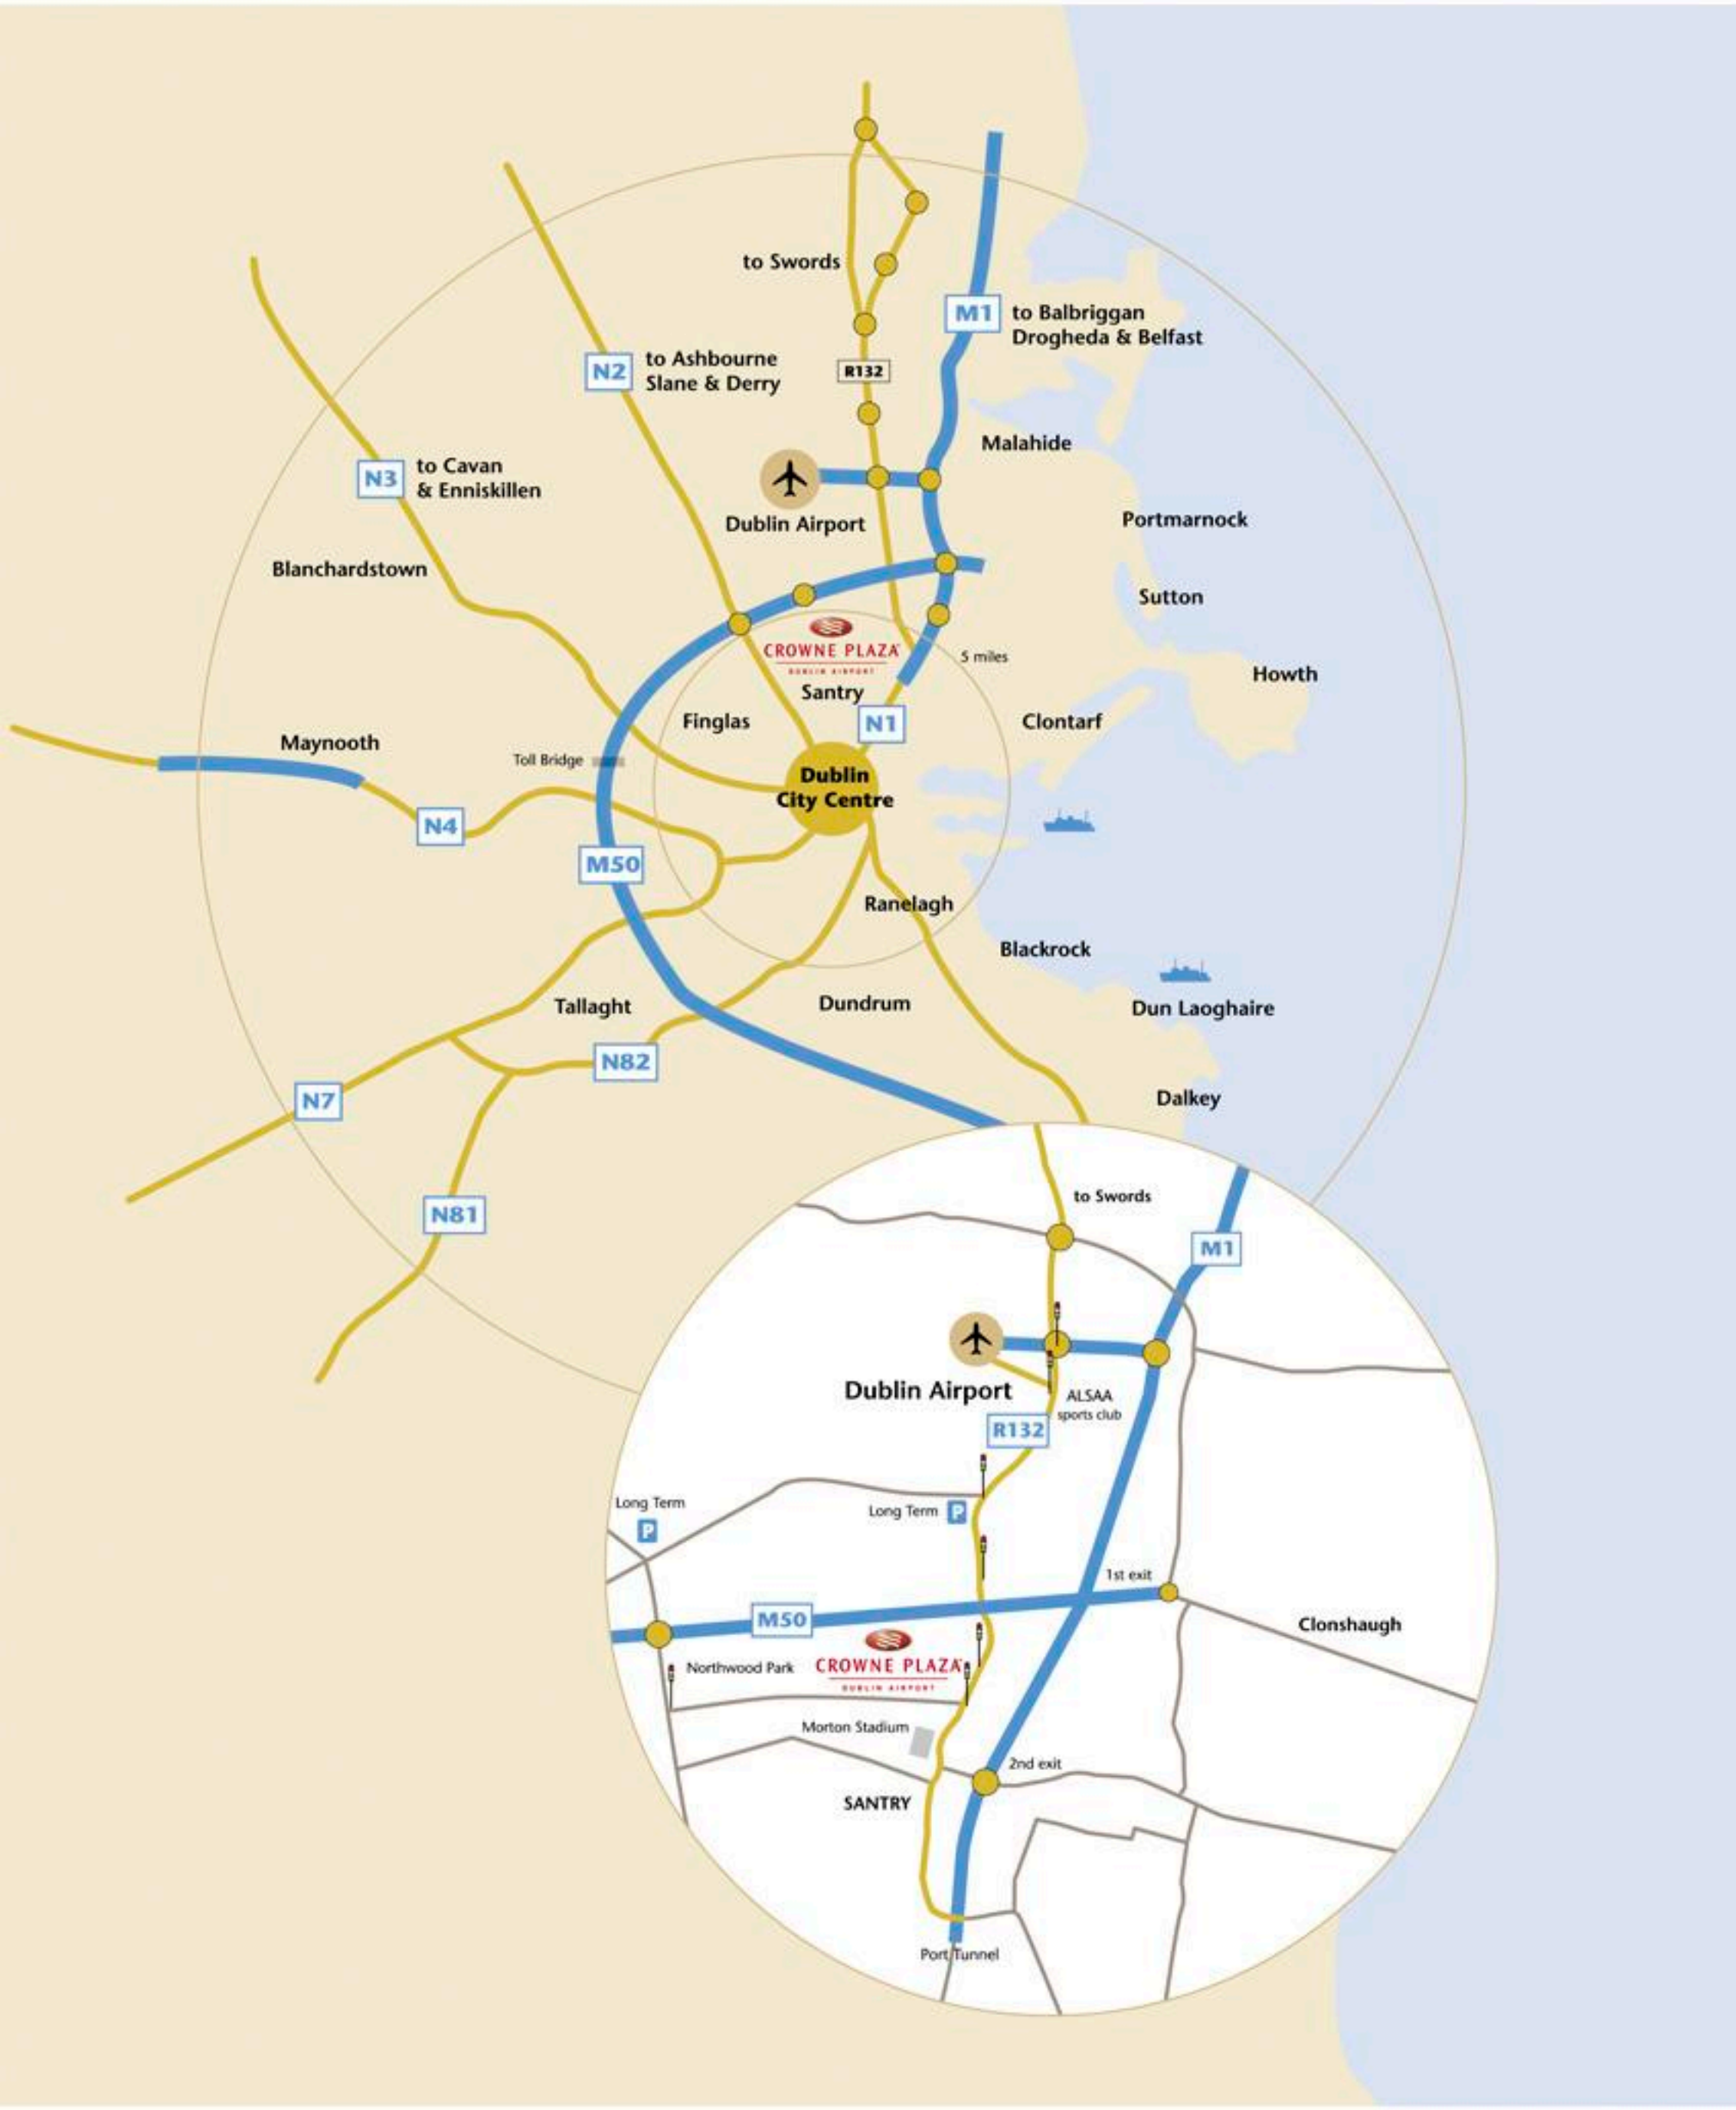 to Swords
M1
to Balbriggan
Drogheda & Belfast
N2
to Ashbourne
Slane & Derry
R132
Malahide
N3
to Cavan
& Enniskillen
Dublin Airport
Portmarnock
Blanchardstown
Sutton
CROWNE PLAZA
DUBLIN AIRPORT
5 miles
Howth
Santry
Finglas
N1
Clontarf
Maynooth
Toll Bridge
Dublin
City Centre
N4
M50
Ranelagh
Blackrock
Tallaght
Dundrum
Dun Laoghaire
N82
N7
Dalkey
N81
to Swords
M1
Dublin Airport
ALSAA
sports club
R132
Long Term
P
Long Term P
1st exit
M50
Clonshaugh
Northwood Park
CROWNE PLAZA
DUBLIN AIRPORT
Morton Stadium
2nd exit
SANTRY
Port Tunnel